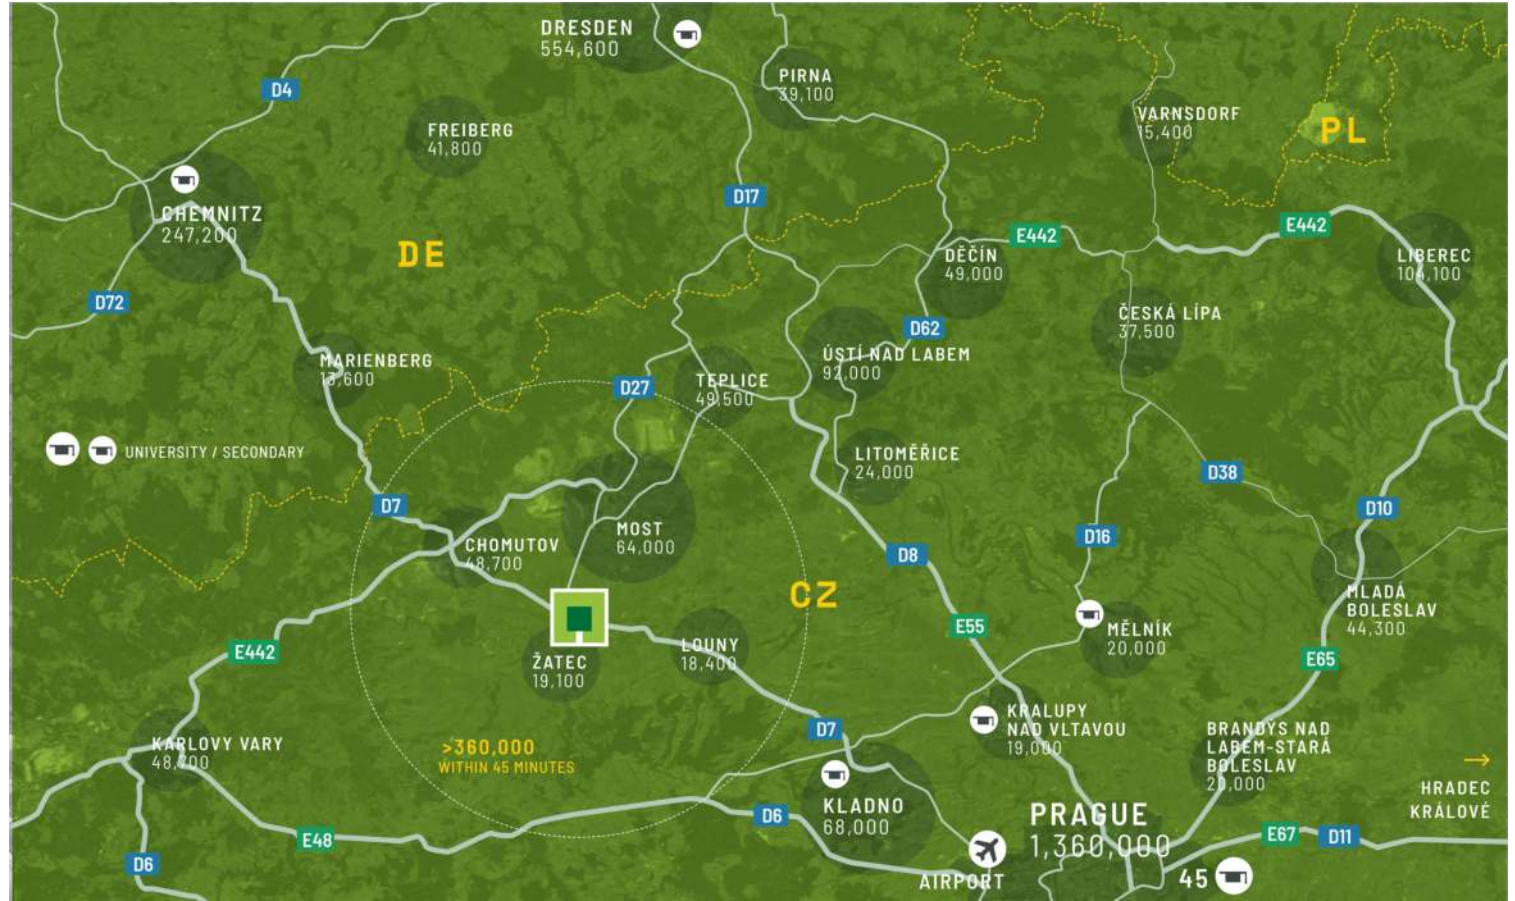 DRESDEN
554,600
PIRNA
39,100
D4
VARNSDORF
15,400
PL
FREIBERG
41,800
D17
CHEMNITZ
247,200
DE
E442
E442
DĚČÍN
49,000
LIBEREC
104,100
D72
ČESKÁ LÍPA
37,500
D62
ÚSTÍ NAD LABEM
92,000
MARIENBERG
13,600
TEPLICE
49,500
D27
UNIVERSITY / SECONDARY
LITOMĚŘICE
24,000
D38
D7
D10
MOST
64,000
D16
CHOMUTOV
48,700
D8
CZ
MLADÁ
BOLESLAV
44,300
E55
MĚLNÍK
20,000
E442
LOUNY
18,400
ŽATEC
19,100
E65
KRALUPY
NAD VLTAVOU
19,000
D7
BRANDÝS NAD
LABEM-STARÁ
BOLESLAV
20,000
KARLOVY VARY
48,700
>360,000
WITHIN 45 MINUTES
→
HRADEC
KRÁLOVÉ
KLADNO
68,000
D6
PRAGUE
1,360,000
E48
E67
D11
D6
AIRPORT
45